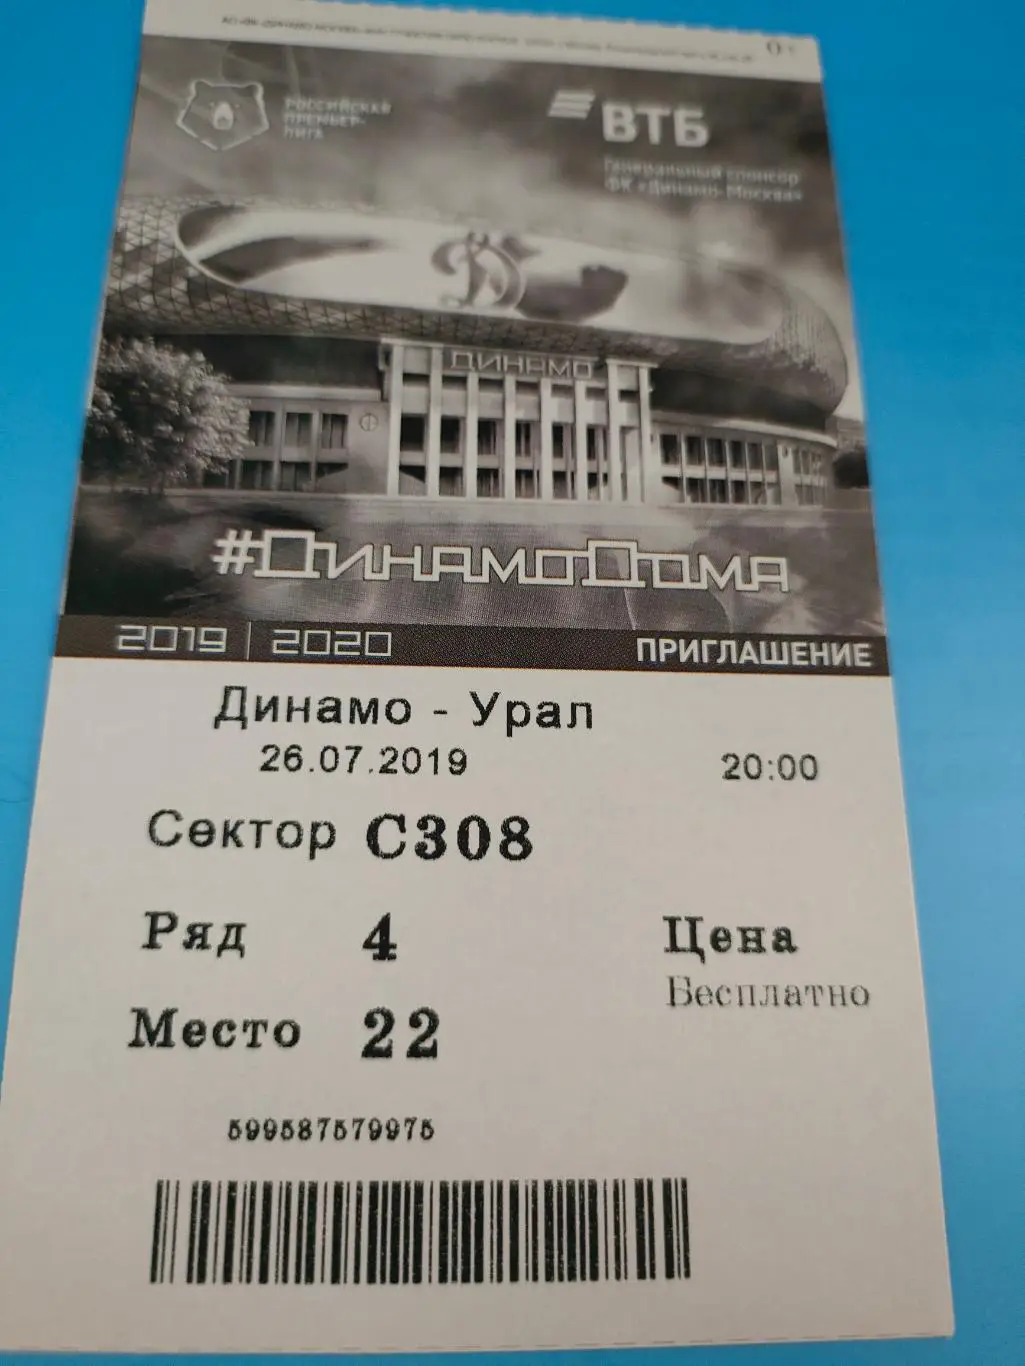 РОССИЙСКАЯ
ПРЕМЬЕР-
ЛИГА
ВТБ
Генеральный спонсор
ФК «Динамо-Москва»
ДИНАМО
#ДИНАМОДОМА
2019 | 2020
ПРИГЛАШЕНИЕ
Динамо - Урал
26.07.2019 20:00
Сектор С308
Ряд 4
Цена
Бесплатно
Место 22
599587579975